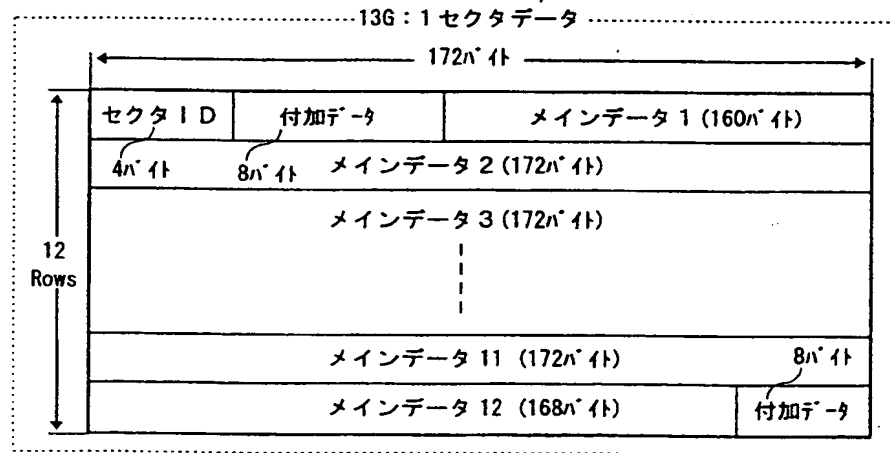 13G:1セクタデータ
172バイト
セクタID 付加データ メインデータ1(160バイト)
4バイト 8バイト メインデータ2(172バイト)
メインデータ3(172バイト)
12
Rows
メインデータ11 (172バイト) 8バイト
メインデータ12 (168バイト) 付加データ